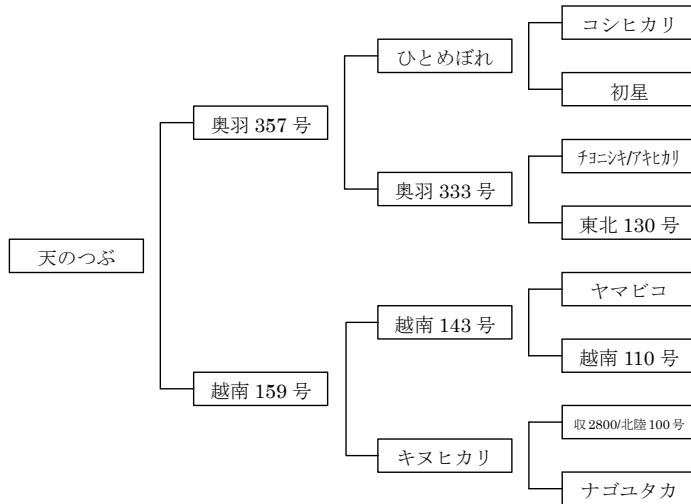 コシヒカリ
ひとめぼれ
初星
奥羽 357 号
チヨニシキ/アキヒカリ
奥羽 333 号
東北 130 号
天のつぶ
ヤマビコ
越南 143 号
越南 110 号
越南 159 号
収 2800/北陸 100 号
キヌヒカリ
ナゴユタカ